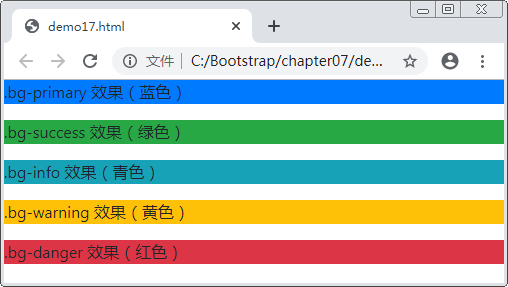 demo17.html
文件 C:/Bootstrap/chapter07/de...
.bg-primary 效果（蓝色）
.bg-success 效果（绿色）
.bg-info 效果（青色）
.bg-warning 效果（黄色）
.bg-danger 效果（红色）